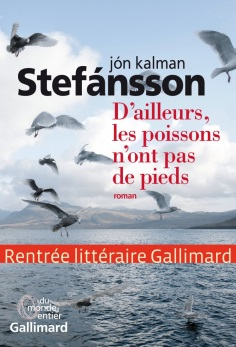 jón kalman
Stefánsson
D'ailleurs,
les poissons
n'ont pas
de pieds
roman
Rentrée littéraire Gallimard
du
monde
entier
Gallimard